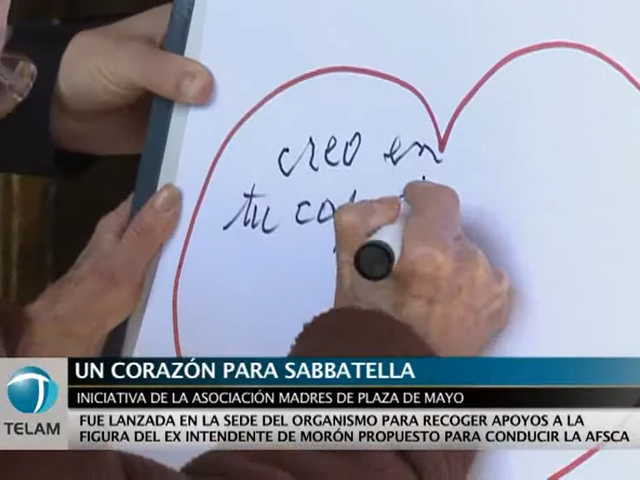 creo en
tu
UN CORAZÓN PARA SABBATELLA
INICIATIVA DE LA ASOCIACIÓN MADRES DE PLAZA DE MAYO
TELAM
FUE LANZADA EN LA SEDE DEL ORGANISMO PARA RECOGER APOYOS A LA
FIGURA DEL EX INTENDENTE DE MORÓN PROPUESTO PARA CONDUCIR LA AFSCA